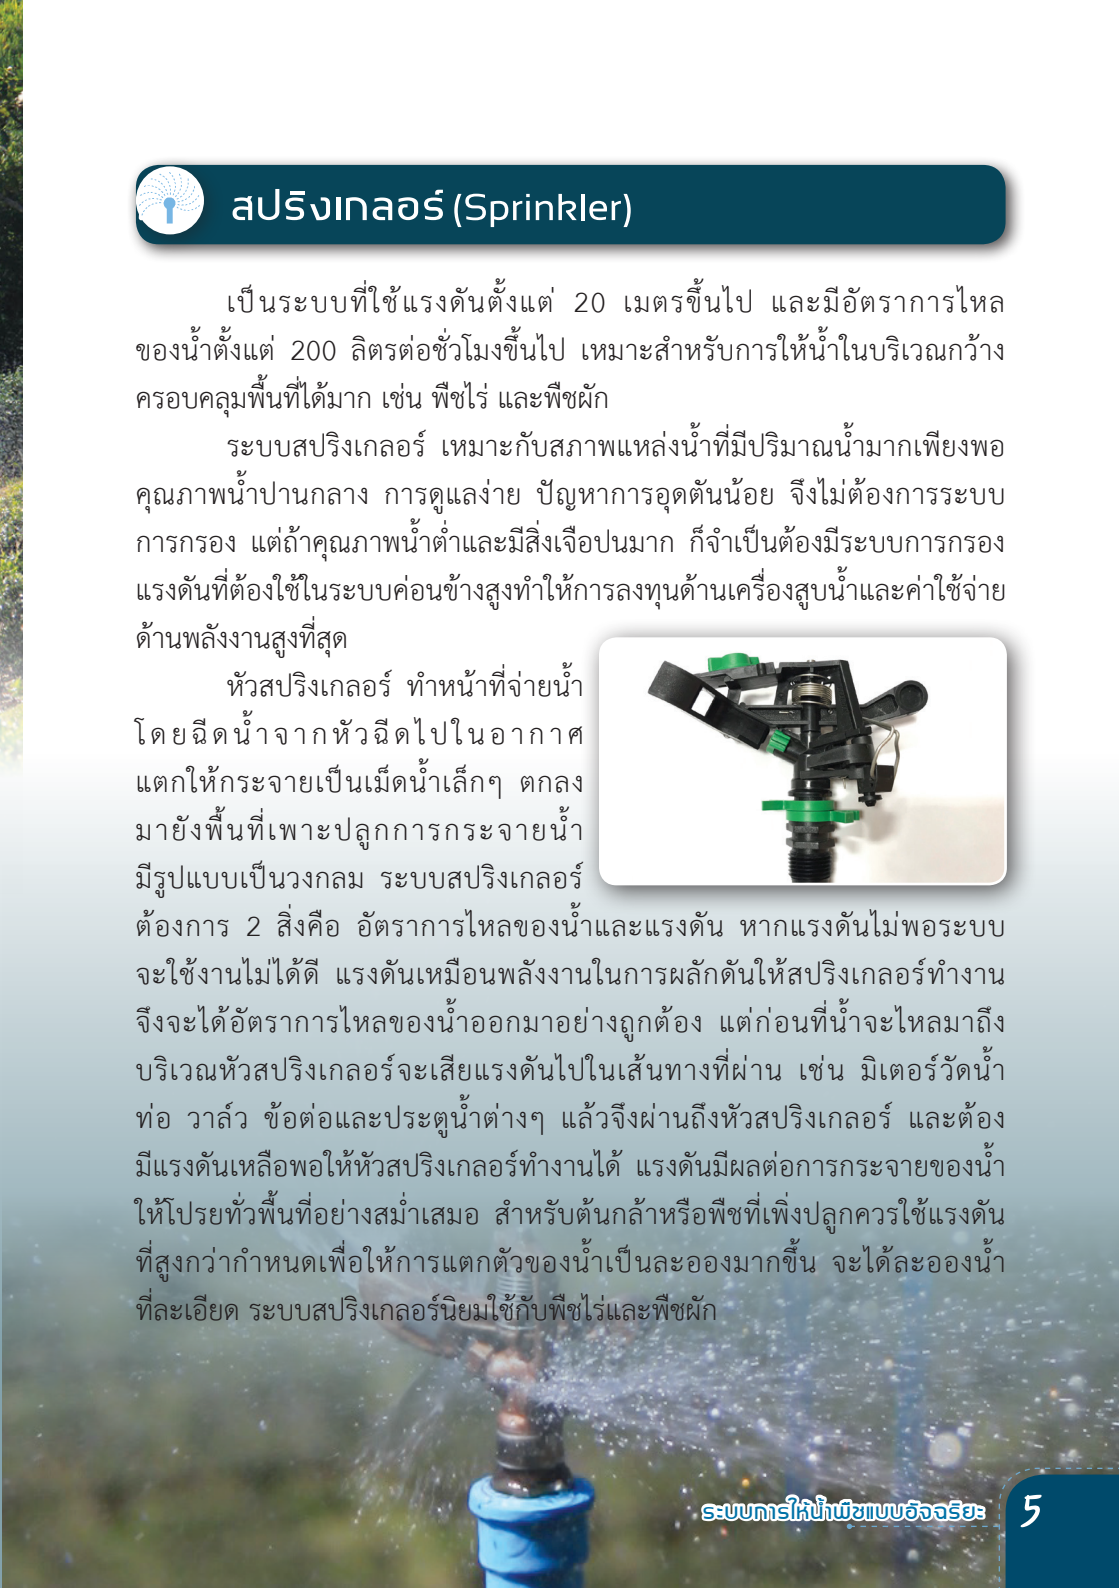 สปริงเกลอร์ (Sprinkler)
เป็นระบบที่ใช้แรงดันตั้งแต่ 20 เมตรขึ้นไป และมีอัตราการไหล
ของน้ำตั้งแต่ 200 ลิตรต่อชั่วโมงขึ้นไป เหมาะสำหรับการให้น้ำในบริเวณกว้าง
ครอบคลุมพื้นที่ได้มาก เช่น พืชไร่ และพืชผัก
ระบบสปริงเกลอร์ เหมาะกับสภาพแหล่งน้ำที่มีปริมาณน้ำมากเพียงพอ
คุณภาพน้ำปานกลาง การดูแลง่าย ปัญหาการอุดตันน้อย จึงไม่ต้องการระบบ
การกรอง แต่ถ้าคุณภาพน้ำต่ำและมีสิ่งเจือปนมาก ก็จำเป็นต้องมีระบบการกรอง
แรงดันที่ต้องใช้ในระบบค่อนข้างสูงทำให้การลงทุนด้านเครื่องสูบน้ำและค่าใช้จ่าย
ด้านพลังงานสูงที่สุด
หัวสปริงเกลอร์ ทำหน้าที่จ่ายน้ำ
โดยฉีดน้ำจากหัวฉีดไปในอากาศ
แตกให้กระจายเป็นเม็ดน้ำเล็กๆ ตกลง
มายังพื้นที่เพาะปลูกการกระจายน้ำ
มีรูปแบบเป็นวงกลม ระบบสปริงเกลอร์
ต้องการ 2 สิ่งคือ อัตราการไหลของน้ำและแรงดัน หากแรงดันไม่พอระบบ
จะใช้งานไม่ได้ดี แรงดันเหมือนพลังงานในการผลักดันให้สปริงเกลอร์ทำงาน
จึงจะได้อัตราการไหลของน้ำออกมาอย่างถูกต้อง แต่ก่อนที่น้ำจะไหลมาถึง
บริเวณหัวสปริงเกลอร์จะเสียแรงดันไปในเส้นทางที่ผ่าน เช่น มิเตอร์วัดน้ำ
ท่อ วาล์ว ข้อต่อและประตูน้ำต่างๆ แล้วจึงผ่านถึงหัวสปริงเกลอร์ และต้อง
มีแรงดันเหลือพอให้หัวสปริงเกลอร์ทำงานได้ แรงดันมีผลต่อการกระจายของน้ำ
ให้โปรยทั่วพื้นที่อย่างสม่ำเสมอ สำหรับต้นกล้าหรือพืชที่เพิ่งปลูกควรใช้แรงดัน
ที่สูงกว่ากำหนดเพื่อให้การแตกตัวของน้ำเป็นละอองมากขึ้น จะได้ละอองน้ำ
ที่ละเอียด ระบบสปริงเกลอร์นิยมใช้กับพืชไร่และพืชผัก
ระบบการให้น้ำพืชแบบอัจฉริยะ 5